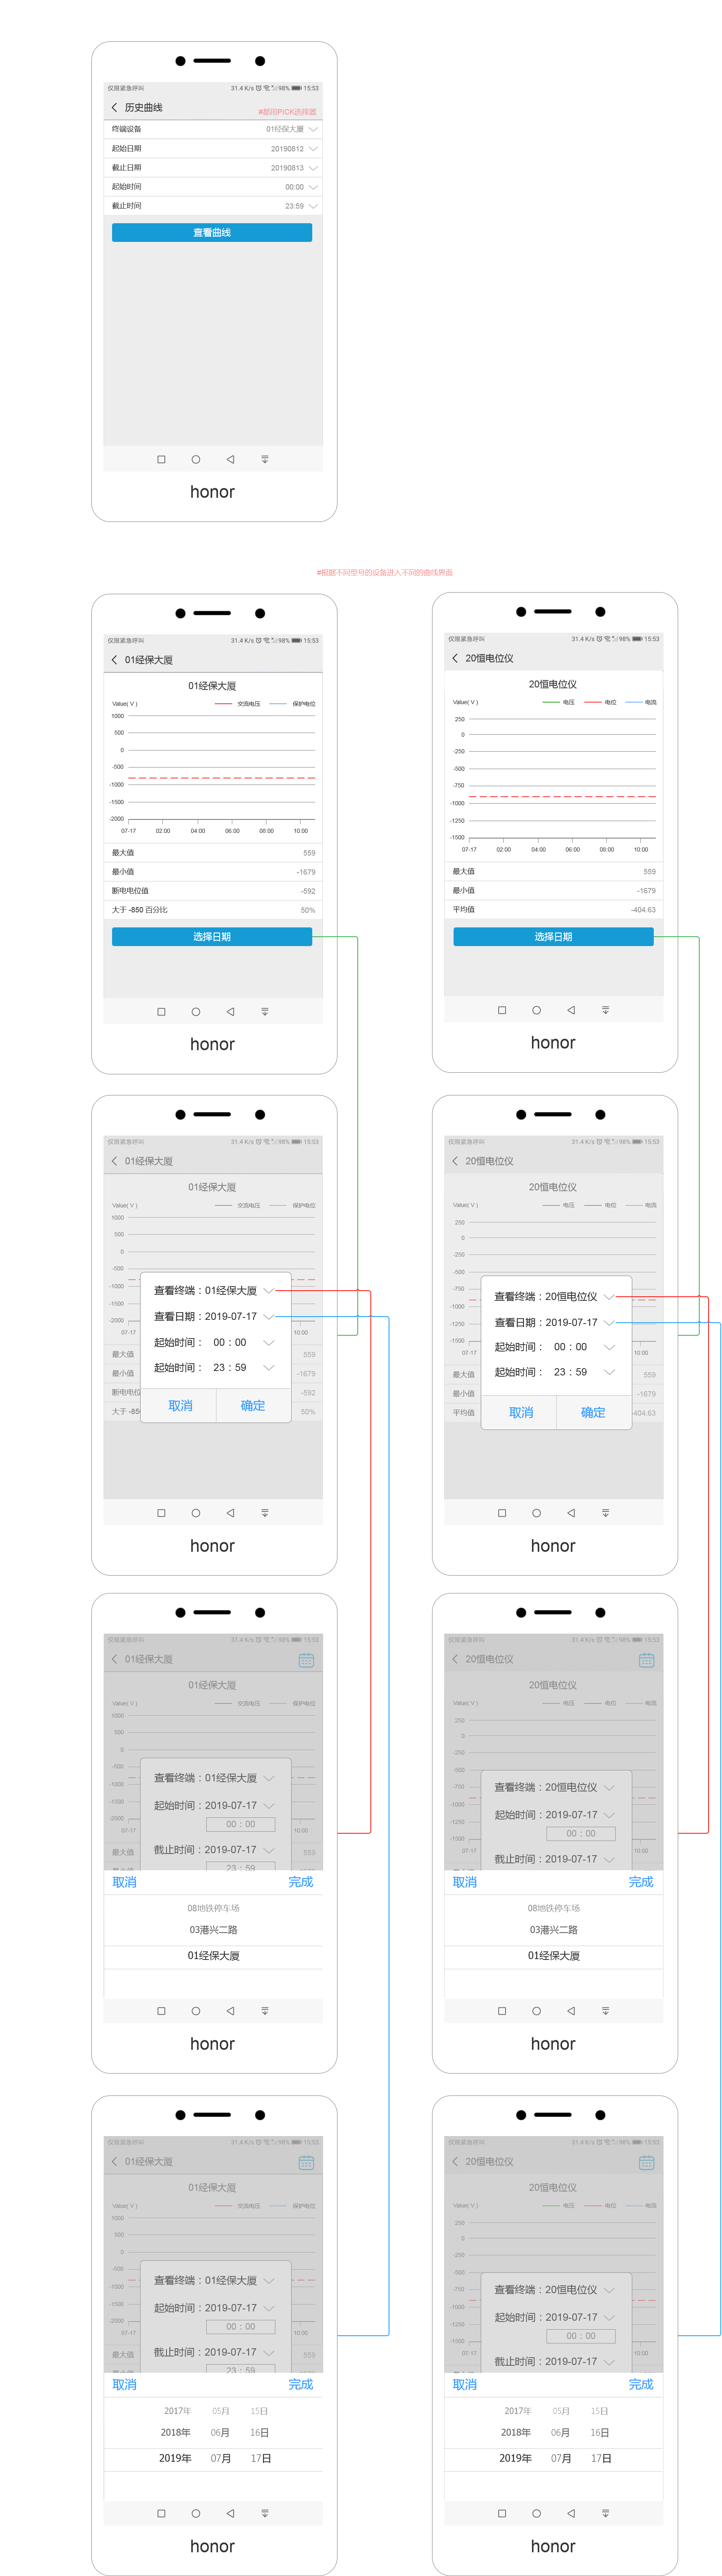 仅限紧急呼叫 31.4 K/s 98% 15:53
历史曲线
#都用PICK选择器
终端设备 01经保大厦
起始日期 20190812
截止日期 20190813
起始时间 00:00
截止时间 23:59
查看曲线
honor
#根据不同型号的设备进入不同的曲线界面
仅限紧急呼叫 31.4 K/s 98% 15:53
01经保大厦
01经保大厦
Value( V ) 交流电压 保护电位
1000
500
0
-500
-1000
-1500
-2000
07-17 02:00 04:00 06:00 08:00 10:00
最大值 559
最小值 -1679
断电电位值 -592
大于 -850 百分比 50%
选择日期
honor
仅限紧急呼叫 31.4 K/s 98% 15:53
20恒电位仪
20恒电位仪
Value( V ) 电压 电位 电流
250
0
-250
-500
-750
-1000
-1250
-1500
07-17 02:00 04:00 06:00 08:00 10:00
最大值 559
最小值 -1679
平均值 -404.63
选择日期
honor
仅限紧急呼叫 31.4 K/s 98% 15:53
01经保大厦
01经保大厦
Value( V ) 交流电压 保护电位
1000
500
0
-500
-1000
-1500
-2000
07-17 10:00
最大值 559
最小值 -1679
断电电位 -592
大于 -85 50%
查看终端：01经保大厦
查看日期：2019-07-17
起始时间： 00：00
起始时间： 23：59
取消 确定
honor
仅限紧急呼叫 31.4 K/s 98% 15:53
20恒电位仪
20恒电位仪
Value( V ) 电压 电位 电流
250
0
-250
-500
-750
-1000
-1250
-1500
07-17 10:00
最大值 559
最小值 -1679
平均值 -404.63
查看终端：20恒电位仪
查看日期：2019-07-17
起始时间： 00：00
起始时间： 23：59
取消 确定
honor
仅限紧急呼叫 31.4 K/s 98% 15:53
01经保大厦
01经保大厦
Value( V ) 交流电压 保护电位
1000
500
0
-500
-1000
-1500
-2000
07-17 10:00
最大值 559
查看终端：01经保大厦
起始时间：2019-07-17
00：00
截止时间：2019-07-17
23：59
取消 完成
08地铁停车场
03港兴二路
01经保大厦
honor
仅限紧急呼叫 31.4 K/s 98% 15:53
20恒电位仪
20恒电位仪
Value( V ) 电压 电位 电流
250
0
-250
-500
-750
-1000
-1250
-1500
07-17 10:00
最大值 559
查看终端：20恒电位仪
起始时间：2019-07-17
00：00
截止时间：2019-07-17
取消 完成
08地铁停车场
03港兴二路
01经保大厦
honor
仅限紧急呼叫 31.4 K/s 98% 15:53
01经保大厦
01经保大厦
Value( V ) 交流电压 保护电位
1000
500
0
-500
-1000
-1500
-2000
07-17 10:00
最大值 559
查看终端：01经保大厦
起始时间：2019-07-17
00：00
截止时间：2019-07-17
23：59
取消 完成
2017年 05月 15日
2018年 06月 16日
2019年 07月 17日
honor
仅限紧急呼叫 31.4 K/s 98% 15:53
20恒电位仪
20恒电位仪
Value( V ) 电压 电位 电流
250
0
-250
-500
-750
-1000
-1250
-1500
07-17 10:00
最大值 559
查看终端：20恒电位仪
起始时间：2019-07-17
00：00
截止时间：2019-07-17
取消 完成
2017年 05月 15日
2018年 06月 16日
2019年 07月 17日
honor